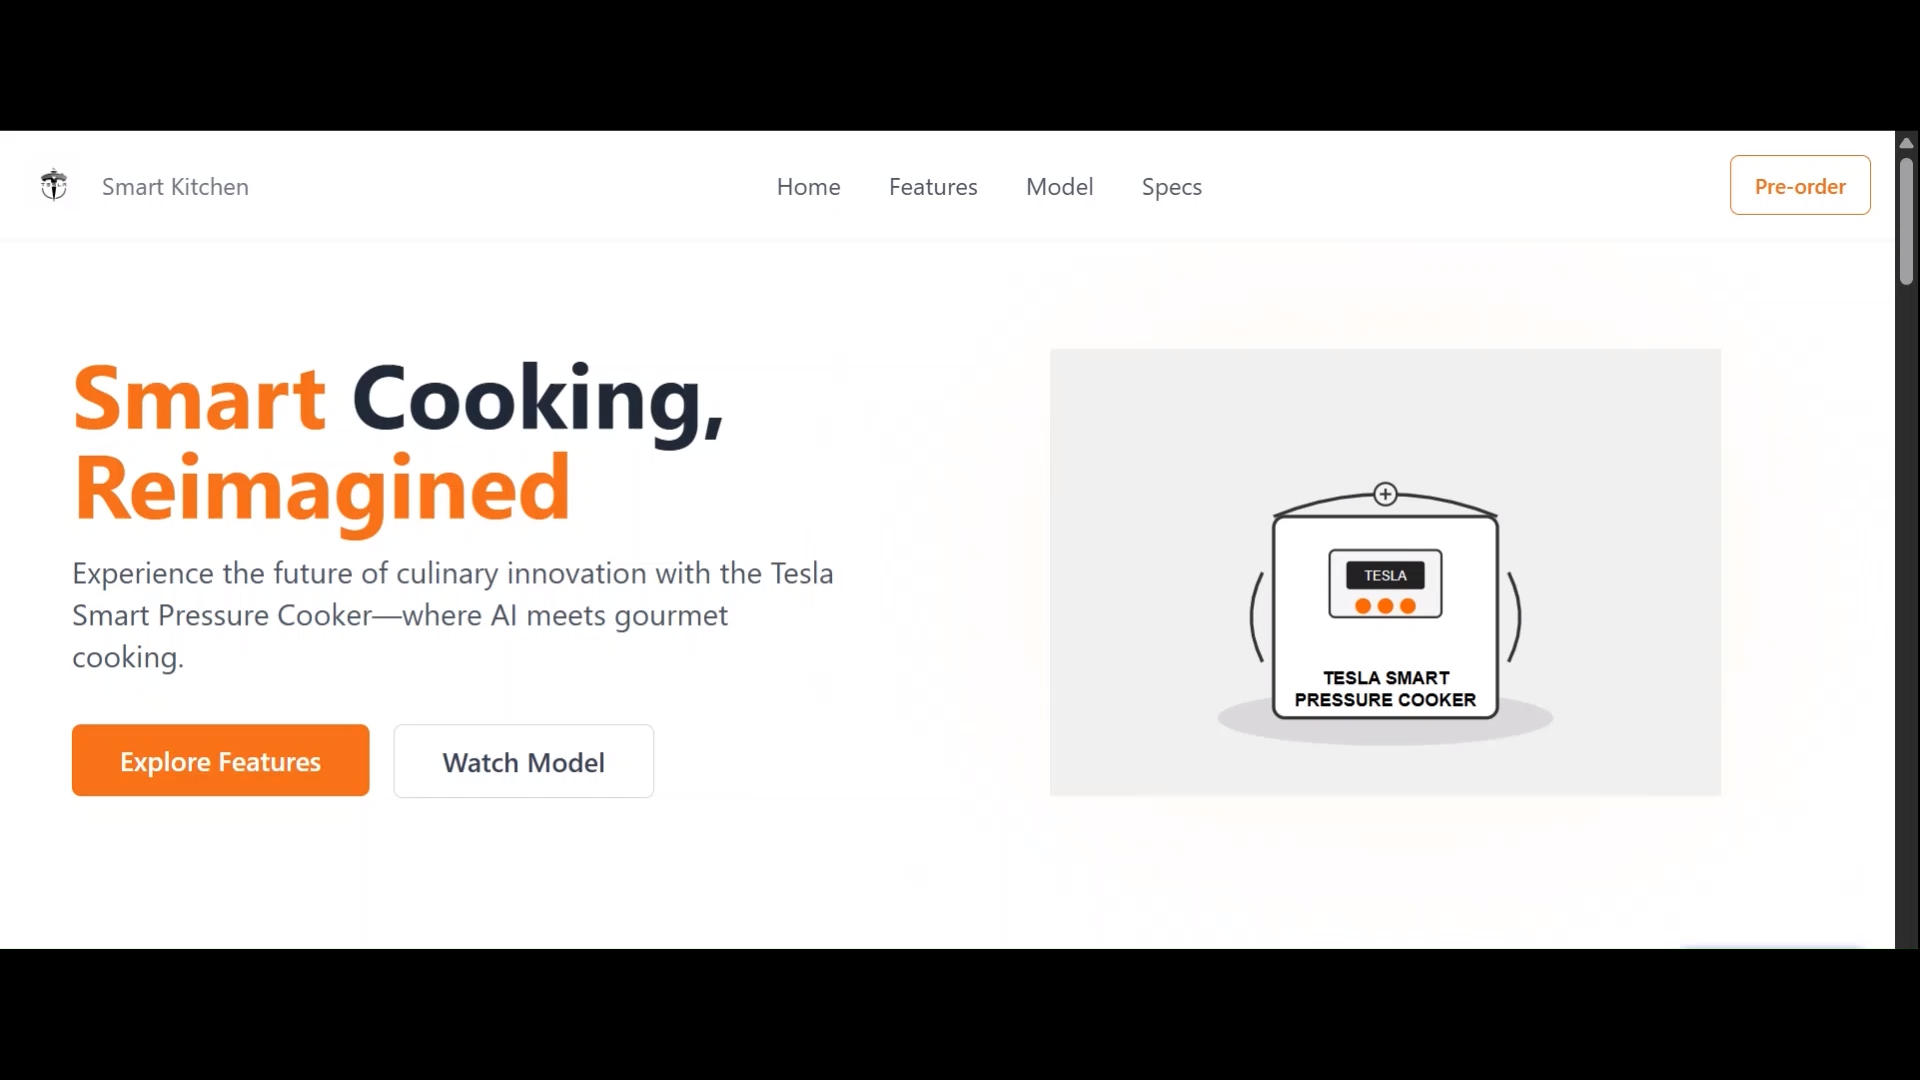 Smart Kitchen
Home
Features
Model
Specs
Pre-order
Smart Cooking,
Reimagined
Experience the future of culinary innovation with the Tesla
Smart Pressure Cooker—where AI meets gourmet
cooking.
Explore Features
Watch Model
TESLA
TESLA SMART
PRESSURE COOKER